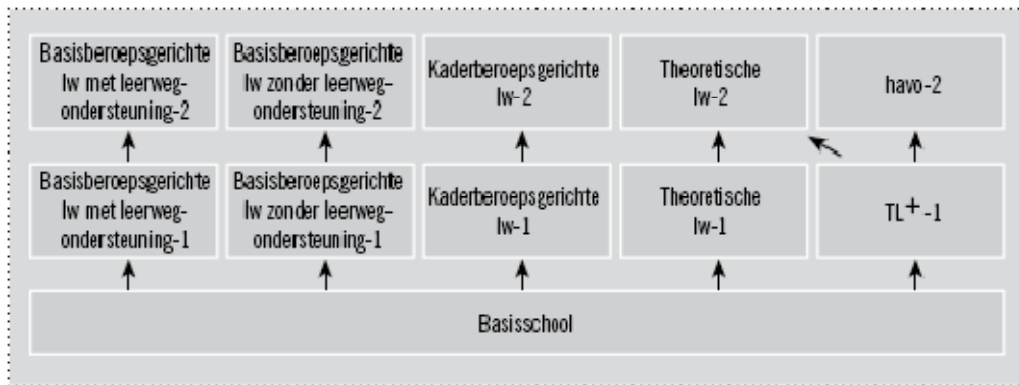 Basisberoepsgerichte
lw met leerweg-
ondersteuning-2
Basisberoepsgerichte
lw zonder leerweg-
ondersteuning-2
Kaderberoepsgerichte
lw-2
Theoretische
lw-2
havo-2
Basisberoepsgerichte
lw met leerweg-
ondersteuning-1
Basisberoepsgerichte
lw zonder leerweg-
ondersteuning-1
Kaderberoepsgerichte
lw-1
Theoretische
lw-1
TL+-1
Basisschool